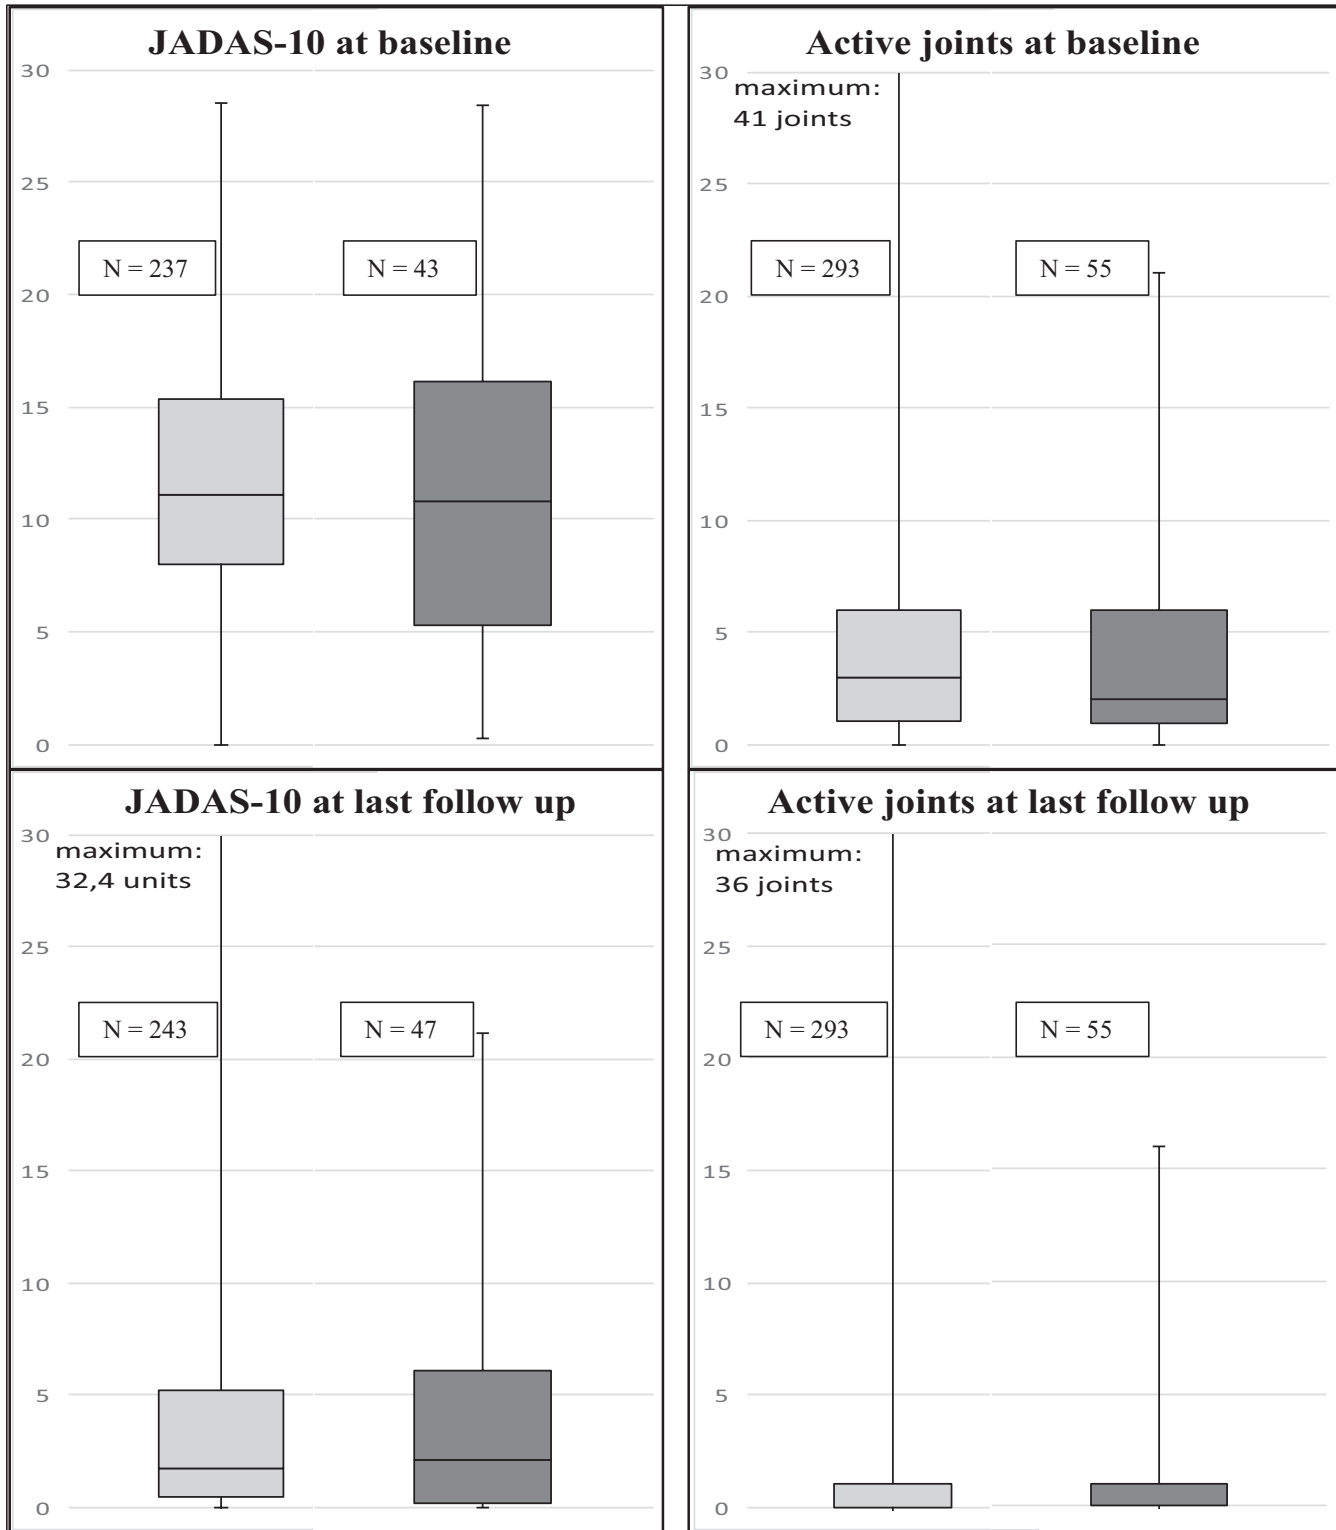 JADAS-10 at baseline
30
25
N = 237
N = 43
20
15
10
5
0
Active joints at baseline
30
maximum:
41 joints
25
N = 293
N = 55
20
15
10
5
0
JADAS-10 at last follow up
30
maximum:
32,4 units
25
N = 243
N = 47
20
15
10
5
0
Active joints at last follow up
30
maximum:
36 joints
25
N = 293
N = 55
20
15
10
5
0